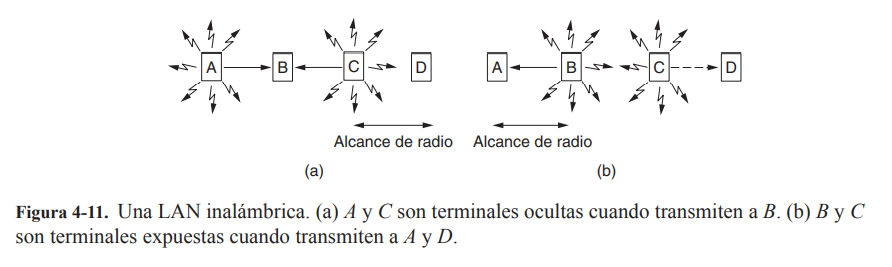 A B C D A B C D
Alcance de radio Alcance de radio
(a) (b)
Figura 4-11. Una LAN inalámbrica. (a) A y C son terminales ocultas cuando transmiten a B. (b) B y C
son terminales expuestas cuando transmiten a A y D.